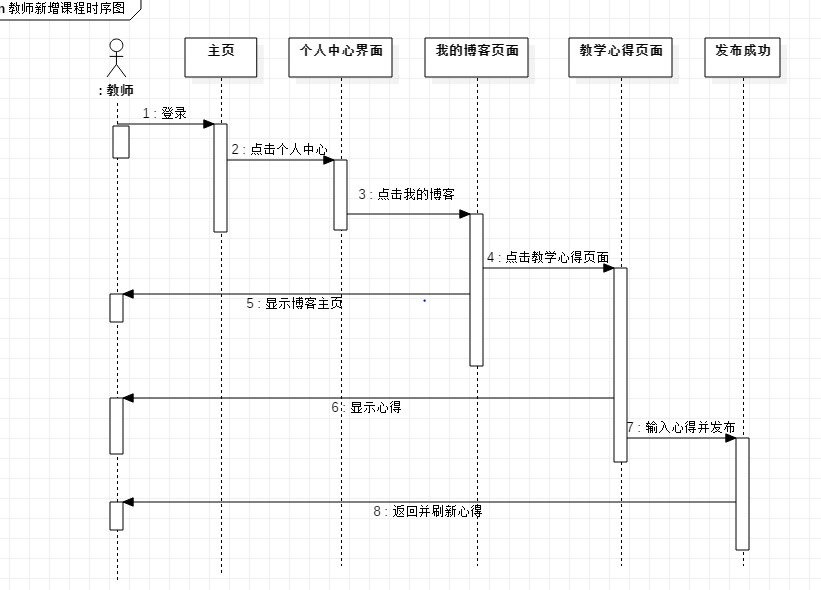 n 教师新增课程时序图
主页
个人中心界面
我的博客页面
教学心得页面
发布成功
: 教师
1 : 登录
2 : 点击个人中心
3 : 点击我的博客
4 : 点击教学心得页面
5 : 显示博客主页
6 : 显示心得
7 : 输入心得并发布
8 : 返回并刷新心得